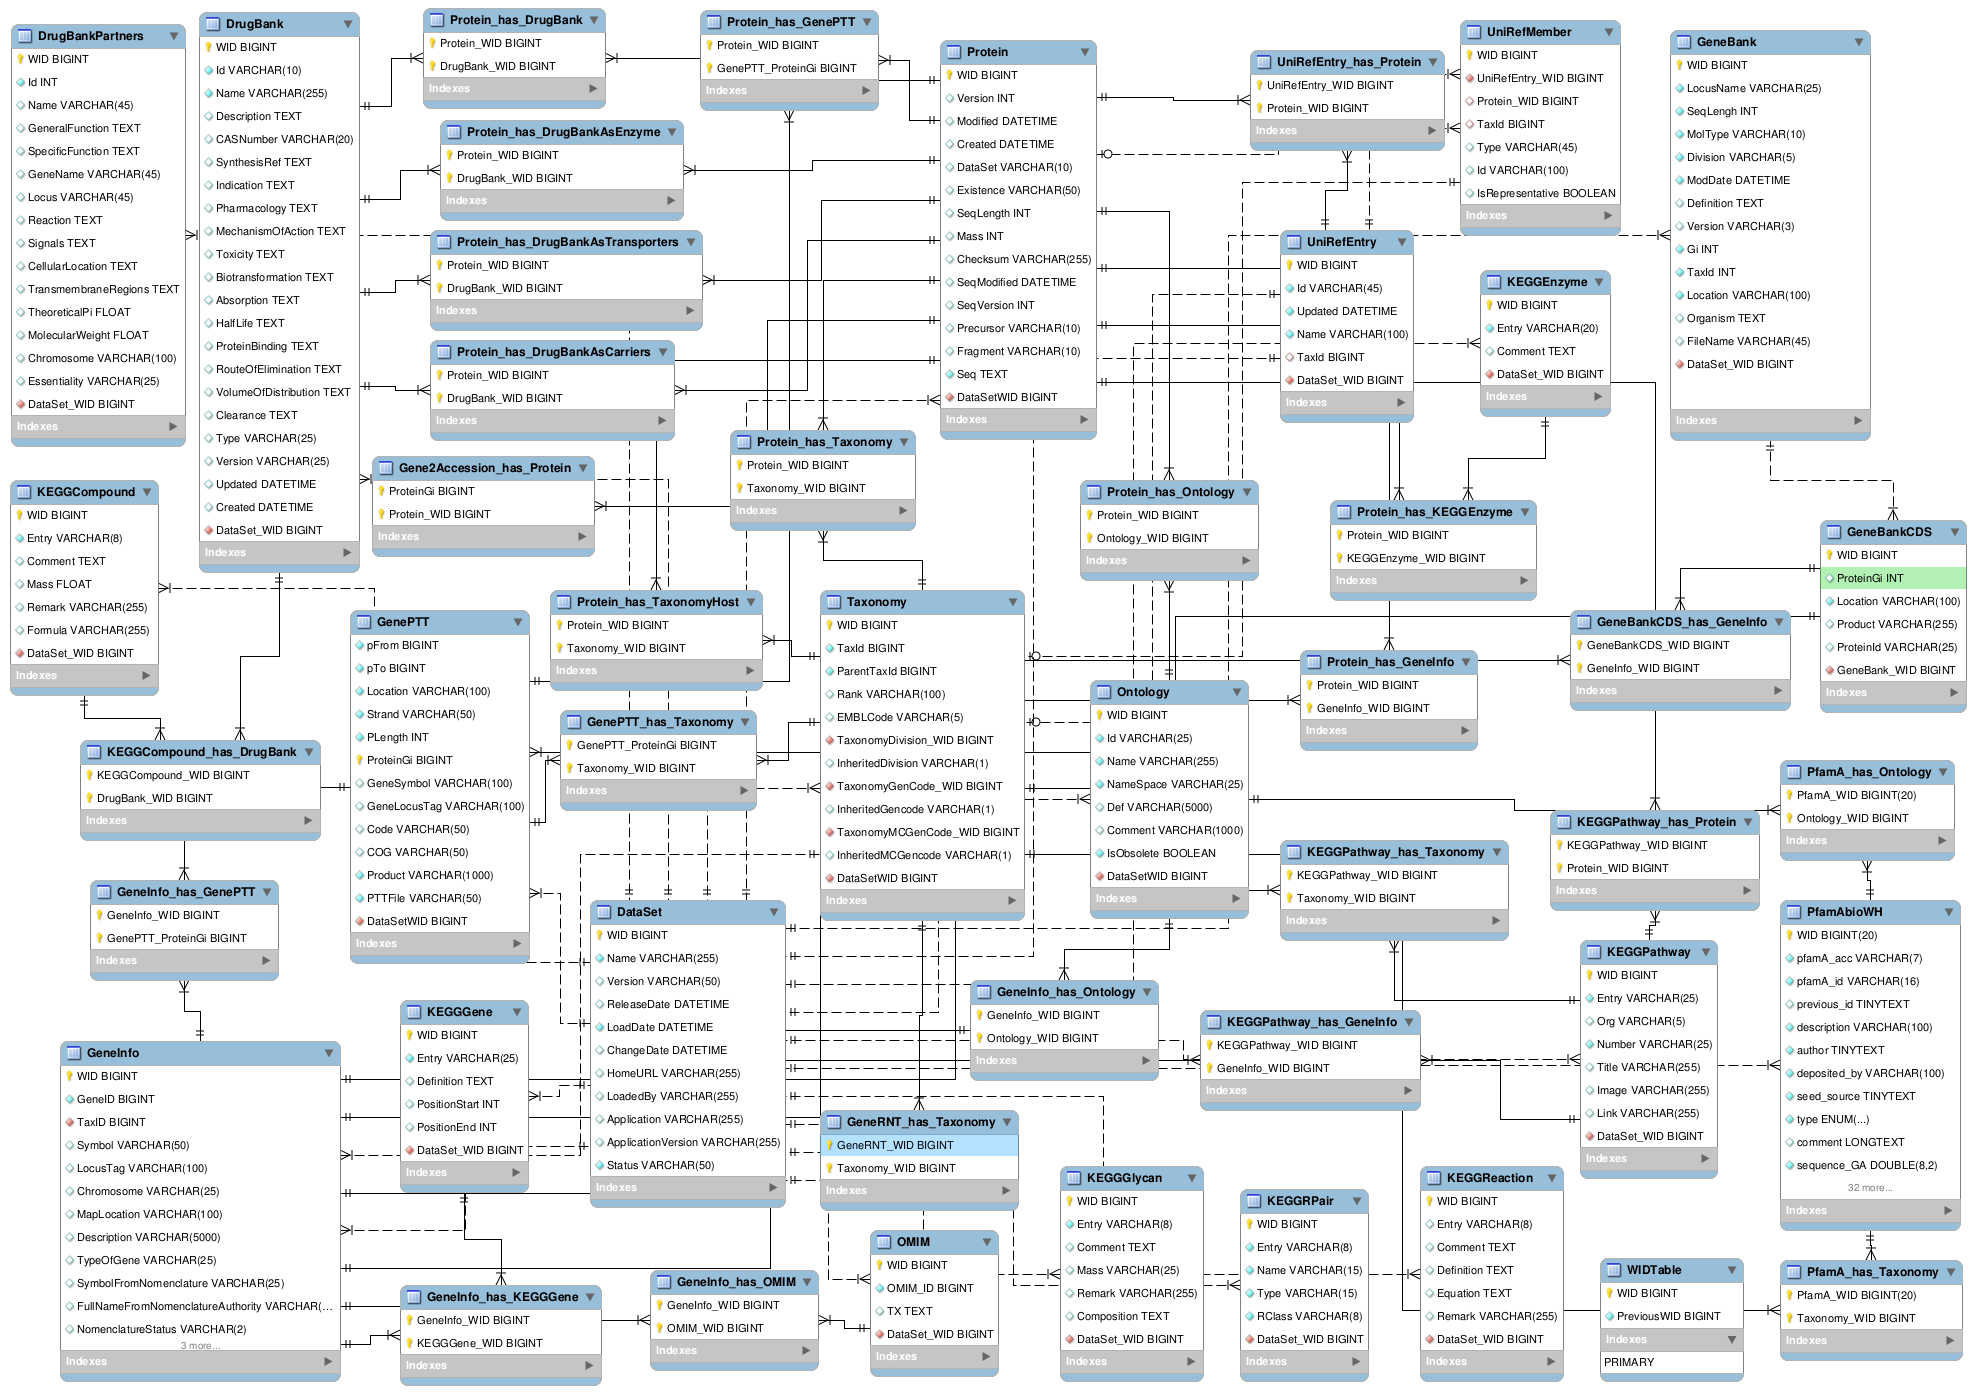 DrugBankPartners
WID BIGINT
Id INT
Name VARCHAR(45)
GeneralFunction TEXT
SpecificFunction TEXT
GeneName VARCHAR(45)
Locus VARCHAR(45)
Reaction TEXT
Signals TEXT
CellularLocation TEXT
TransmembraneRegions TEXT
TheoreticalPi FLOAT
MolecularWeight FLOAT
Chromosome VARCHAR(100)
Essentiality VARCHAR(25)
DataSet_WID BIGINT
Indexes
DrugBank
WID BIGINT
Id VARCHAR(10)
Name VARCHAR(255)
Description TEXT
CASNumber VARCHAR(20)
SynthesisRef TEXT
Indication TEXT
Pharmacology TEXT
MechanismOfAction TEXT
Toxicity TEXT
Biotransformation TEXT
Absorption TEXT
HalfLife TEXT
ProteinBinding TEXT
RouteOfElimination TEXT
VolumeOfDistribution TEXT
Clearance TEXT
Type VARCHAR(25)
Version VARCHAR(25)
Updated DATETIME
Created DATETIME
DataSet_WID BIGINT
Indexes
Protein_has_DrugBank
Protein_WID BIGINT
DrugBank_WID BIGINT
Indexes
Protein_has_GenePTT
Protein_WID BIGINT
GenePTT_ProteinGi BIGINT
Indexes
Protein_has_DrugBankAsEnzyme
Protein_WID BIGINT
DrugBank_WID BIGINT
Indexes
Protein_has_DrugBankAsTransporters
Protein_WID BIGINT
DrugBank_WID BIGINT
Indexes
Protein_has_DrugBankAsCarriers
Protein_WID BIGINT
DrugBank_WID BIGINT
Indexes
Protein
WID BIGINT
Version INT
Modified DATETIME
Created DATETIME
DataSet VARCHAR(10)
Existence VARCHAR(50)
SeqLength INT
Mass INT
Checksum VARCHAR(255)
SeqModified DATETIME
SeqVersion INT
Precursor VARCHAR(10)
Fragment VARCHAR(10)
Seq TEXT
DataSetWID BIGINT
Indexes
UniRefEntry_has_Protein
UniRefEntry_WID BIGINT
Protein_WID BIGINT
Indexes
UniRefMember
WID BIGINT
UniRefEntry_WID BIGINT
Protein_WID BIGINT
TaxId BIGINT
Type VARCHAR(45)
Id VARCHAR(100)
IsRepresentative BOOLEAN
Indexes
GeneBank
WID BIGINT
LocusName VARCHAR(25)
SeqLengh INT
MolType VARCHAR(10)
Division VARCHAR(5)
ModDate DATETIME
Definition TEXT
Version VARCHAR(3)
Gi INT
TaxId INT
Location VARCHAR(100)
Organism TEXT
FileName VARCHAR(45)
DataSet_WID BIGINT
Indexes
UniRefEntry
WID BIGINT
Id VARCHAR(45)
Updated DATETIME
Name VARCHAR(100)
TaxId BIGINT
DataSet_WID BIGINT
Indexes
KEGGEnzyme
WID BIGINT
Entry VARCHAR(20)
Comment TEXT
DataSet_WID BIGINT
Indexes
Protein_has_Taxonomy
Protein_WID BIGINT
Taxonomy_WID BIGINT
Indexes
Gene2Accession_has_Protein
ProteinGi BIGINT
Protein_WID BIGINT
Indexes
KEGGCompound
WID BIGINT
Entry VARCHAR(8)
Comment TEXT
Mass FLOAT
Remark VARCHAR(255)
Formula VARCHAR(255)
DataSet_WID BIGINT
Indexes
Protein_has_Ontology
Protein_WID BIGINT
Ontology_WID BIGINT
Indexes
Protein_has_KEGGEnzyme
Protein_WID BIGINT
KEGGEnzyme_WID BIGINT
Indexes
GeneBankCDS
WID BIGINT
ProteinGi INT
Location VARCHAR(100)
Product VARCHAR(255)
ProteinId VARCHAR(25)
GeneBank_WID BIGINT
Indexes
GenePTT
pFrom BIGINT
pTo BIGINT
Location VARCHAR(100)
Strand VARCHAR(50)
PLength INT
ProteinGi BIGINT
GeneSymbol VARCHAR(100)
GeneLocusTag VARCHAR(100)
Code VARCHAR(50)
COG VARCHAR(50)
Product VARCHAR(1000)
PTTFile VARCHAR(50)
DataSetWID BIGINT
Indexes
Protein_has_TaxonomyHost
Protein_WID BIGINT
Taxonomy_WID BIGINT
Indexes
Taxonomy
WID BIGINT
TaxId BIGINT
ParentTaxId BIGINT
Rank VARCHAR(100)
EMBLCode VARCHAR(5)
TaxonomyDivision_WID BIGINT
InheritedDivision VARCHAR(1)
TaxonomyGenCode_WID BIGINT
InheritedGencode VARCHAR(1)
TaxonomyMCGenCode_WID BIGINT
InheritedMCGencode VARCHAR(1)
DataSetWID BIGINT
Indexes
GeneBankCDS_has_GeneInfo
GeneBankCDS_WID BIGINT
GeneInfo_WID BIGINT
Indexes
Protein_has_GeneInfo
Protein_WID BIGINT
GeneInfo_WID BIGINT
Indexes
Ontology
WID BIGINT
Id VARCHAR(25)
Name VARCHAR(255)
NameSpace VARCHAR(25)
Def VARCHAR(5000)
Comment VARCHAR(1000)
IsObsolete BOOLEAN
DataSetWID BIGINT
Indexes
GenePTT_has_Taxonomy
GenePTT_ProteinGi BIGINT
Taxonomy_WID BIGINT
Indexes
KEGGCompound_has_DrugBank
KEGGCompound_WID BIGINT
DrugBank_WID BIGINT
Indexes
PfamA_has_Ontology
PfamA_WID BIGINT(20)
Ontology_WID BIGINT
Indexes
KEGGPathway_has_Protein
KEGGPathway_WID BIGINT
Protein_WID BIGINT
Indexes
KEGGPathway_has_Taxonomy
KEGGPathway_WID BIGINT
Taxonomy_WID BIGINT
Indexes
GeneInfo_has_GenePTT
GeneInfo_WID BIGINT
GenePTT_ProteinGi BIGINT
Indexes
DataSet
WID BIGINT
Name VARCHAR(255)
Version VARCHAR(50)
ReleaseDate DATETIME
LoadDate DATETIME
ChangeDate DATETIME
HomeURL VARCHAR(255)
LoadedBy VARCHAR(255)
Application VARCHAR(255)
ApplicationVersion VARCHAR(255)
Status VARCHAR(50)
Indexes
PfamAbioWH
WID BIGINT(20)
pfamA_acc VARCHAR(7)
pfamA_id VARCHAR(16)
previous_id TINYTEXT
description VARCHAR(100)
author TINYTEXT
deposited_by VARCHAR(100)
seed_source TINYTEXT
type ENUM(...)
comment LONGTEXT
sequence_GA DOUBLE(8,2)
32 more...
Indexes
KEGGPathway
WID BIGINT
Entry VARCHAR(25)
Org VARCHAR(5)
Number VARCHAR(25)
Title VARCHAR(255)
Image VARCHAR(255)
Link VARCHAR(255)
DataSet_WID BIGINT
Indexes
GeneInfo_has_Ontology
GeneInfo_WID BIGINT
Ontology_WID BIGINT
Indexes
KEGGPathway_has_GeneInfo
KEGGPathway_WID BIGINT
GeneInfo_WID BIGINT
Indexes
KEGGGene
WID BIGINT
Entry VARCHAR(25)
Definition TEXT
PositionStart INT
PositionEnd INT
DataSet_WID BIGINT
Indexes
GeneInfo
WID BIGINT
GeneID BIGINT
TaxID BIGINT
Symbol VARCHAR(50)
LocusTag VARCHAR(100)
Chromosome VARCHAR(25)
MapLocation VARCHAR(100)
Description VARCHAR(5000)
TypeOfGene VARCHAR(25)
SymbolFromNomenclature VARCHAR(25)
FullNameFromNomenclatureAuthority VARCHAR(...
NomenclatureStatus VARCHAR(2)
3 more...
Indexes
GeneRNT_has_Taxonomy
GeneRNT_WID BIGINT
Taxonomy_WID BIGINT
Indexes
KEGGGlycan
WID BIGINT
Entry VARCHAR(8)
Comment TEXT
Mass VARCHAR(25)
Remark VARCHAR(255)
Composition TEXT
DataSet_WID BIGINT
Indexes
KEGGRPair
WID BIGINT
Entry VARCHAR(8)
Name VARCHAR(15)
Type VARCHAR(15)
RClass VARCHAR(8)
DataSet_WID BIGINT
Indexes
KEGGReaction
WID BIGINT
Entry VARCHAR(8)
Comment TEXT
Definition TEXT
Equation TEXT
Remark VARCHAR(255)
DataSet_WID BIGINT
Indexes
OMIM
WID BIGINT
OMIM_ID BIGINT
TX TEXT
DataSet_WID BIGINT
Indexes
GeneInfo_has_OMIM
GeneInfo_WID BIGINT
OMIM_WID BIGINT
Indexes
GeneInfo_has_KEGGGene
GeneInfo_WID BIGINT
KEGGGene_WID BIGINT
Indexes
WIDTable
WID BIGINT
PreviousWID BIGINT
Indexes
PRIMARY
PfamA_has_Taxonomy
PfamA_WID BIGINT(20)
Taxonomy_WID BIGINT
Indexes